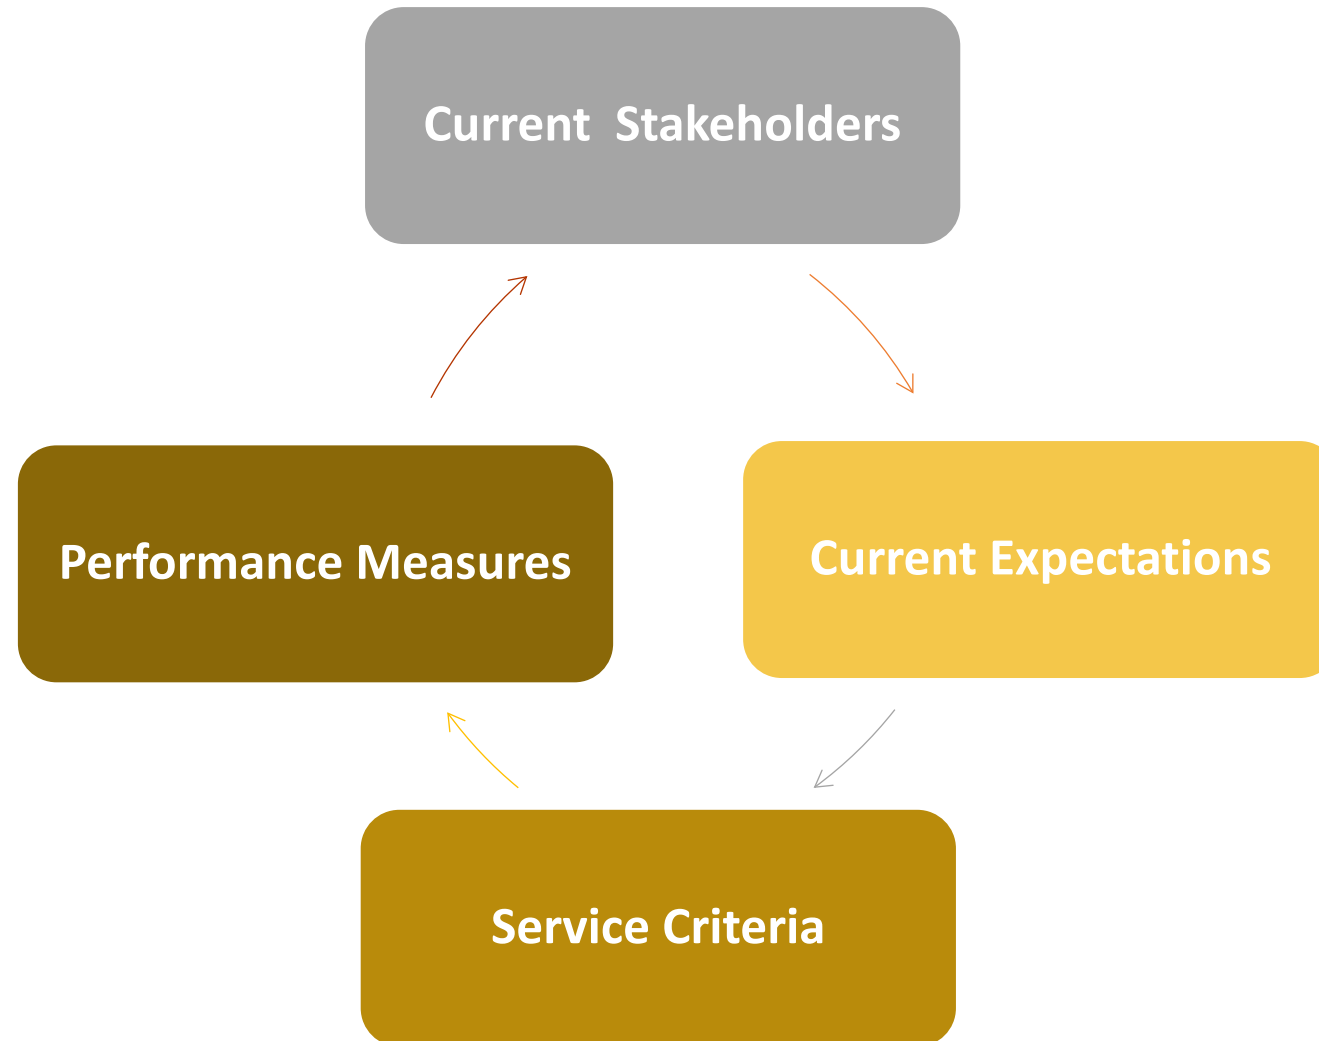 Current  Stakeholders
Performance Measures
Current Expectations
Service Criteria